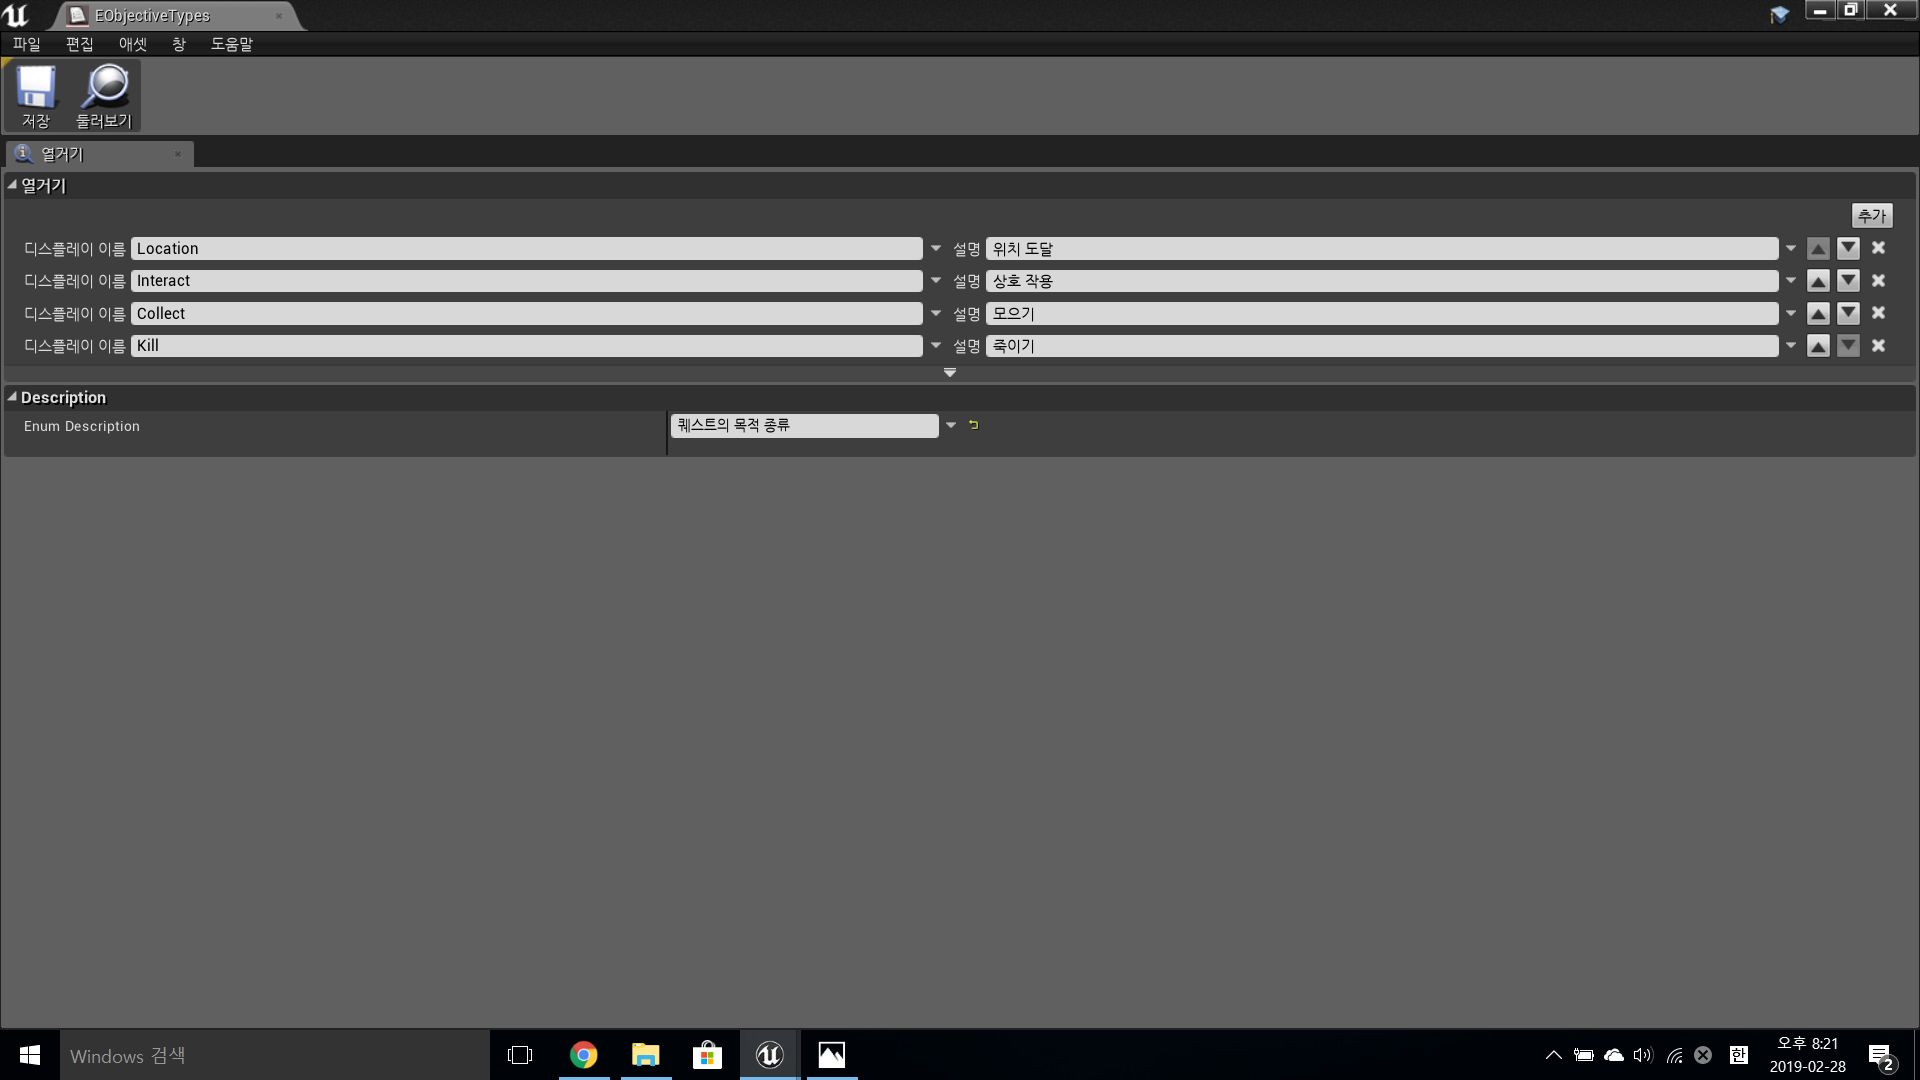 EObjectiveTypes
파일 편집 애셋 창 도움말
저장 둘러보기
열거기
열거기
추가
디스플레이 이름 Location 설명 위치 도달
디스플레이 이름 Interact 설명 상호 작용
디스플레이 이름 Collect 설명 모으기
디스플레이 이름 Kill 설명 죽이기
Description
Enum Description 퀘스트의 목적 종류
Windows 검색
한
오후 8:21
2019-02-28
2